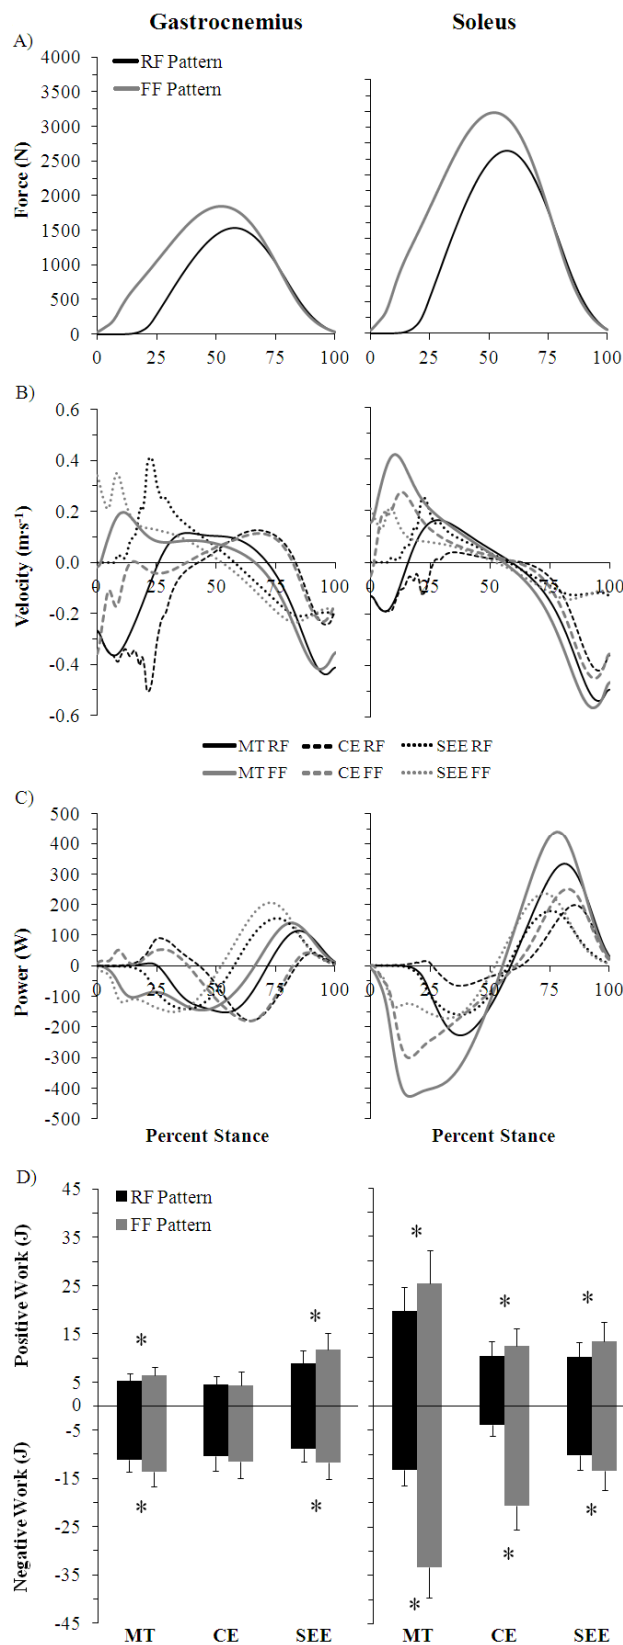 Gastrocnemius Soleus
A)
4000
3500
3000
2500
2000
1500
1000
500
0
Force (N)
RF Pattern
FF Pattern
0 25 50 75 100
0 25 50 75 100
B)
0.6
0.4
0.2
0.0
-0.2
-0.4
-0.6
Velocity (m·s-1)
0 25 50 75 100
0 25 50 75 100
MT RF CE RF SEE RF
MT FF CE FF SEE FF
C)
500
400
300
200
100
0
-100
-200
-300
-400
-500
Power (W)
0 25 50 75 100
0 25 50 75 100
Percent Stance Percent Stance
D)
45
35
25
15
5
0
-5
-15
-25
-35
-45
Positive Work (J)
Negative Work (J)
RF Pattern
FF Pattern
* * * * *
* * * * *
MT CE SEE MT CE SEE